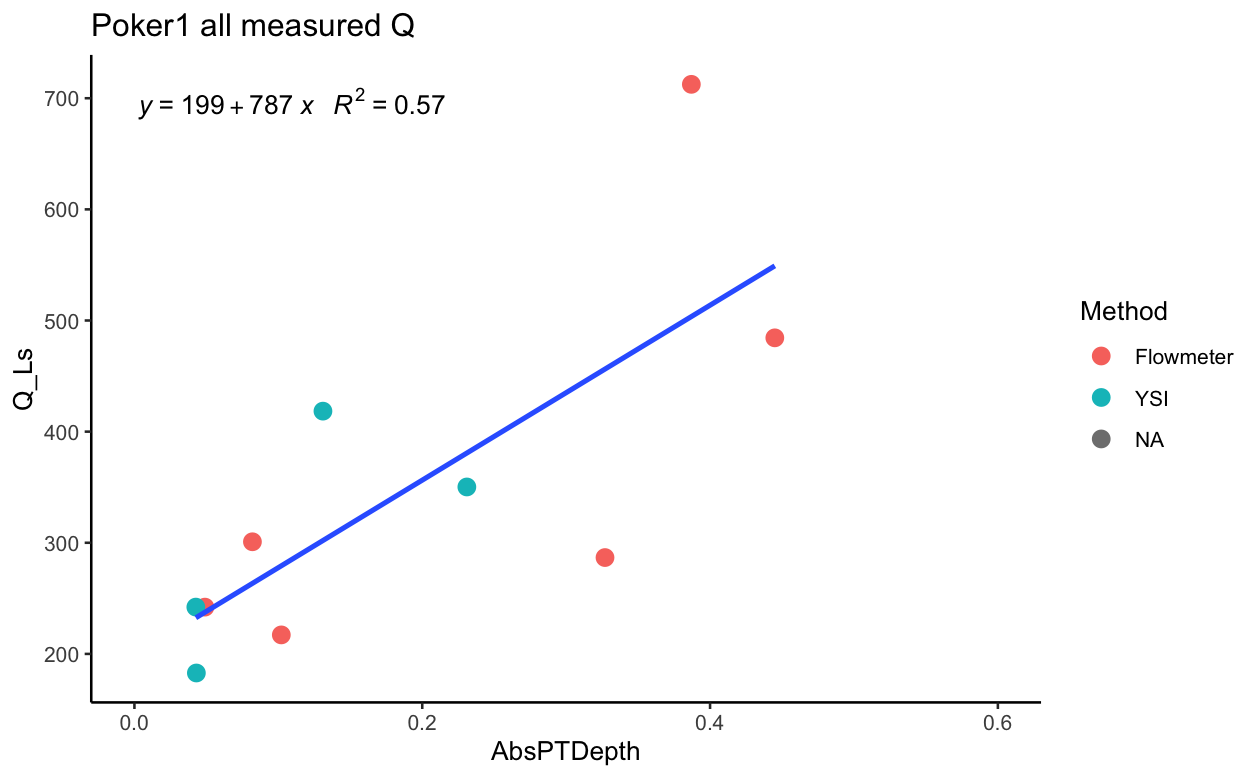 Poker1 all measured Q
y = 199 + 787 x R² = 0.57
700
600
500
400
300
200
Q_Ls
0.0 0.2 0.4 0.6
AbsPTDepth
Method
Flowmeter
YSI
NA